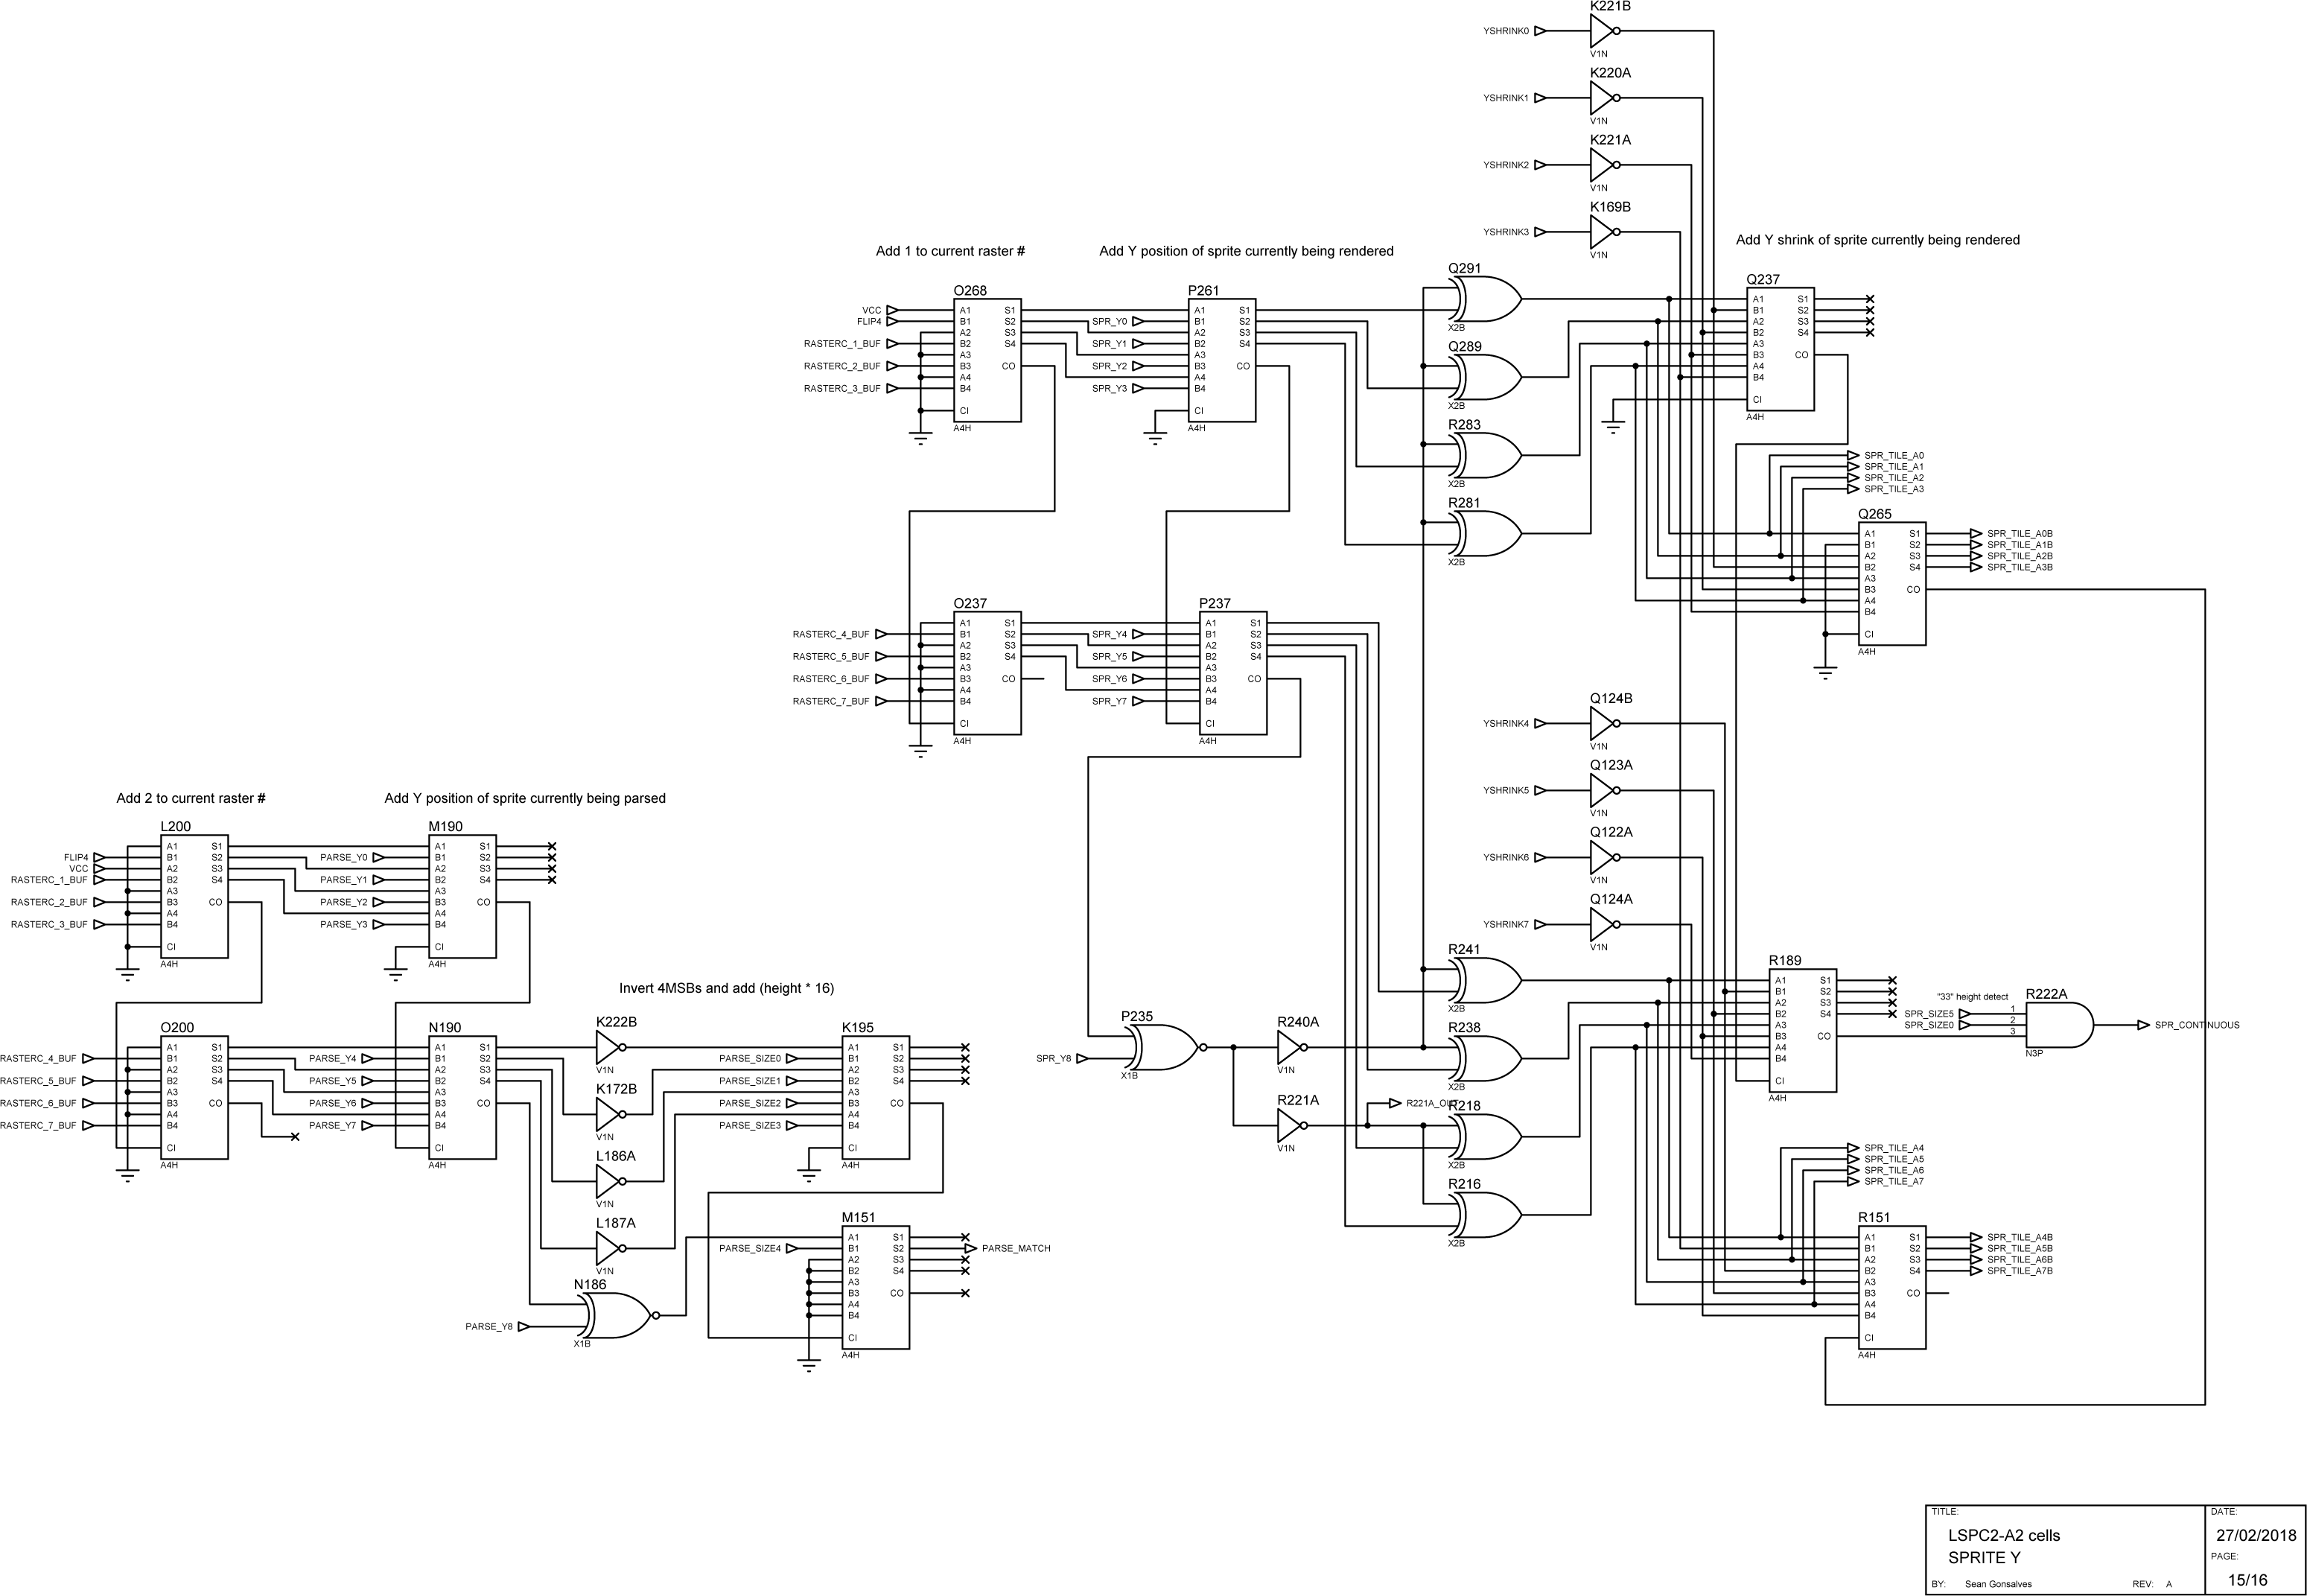 K221B
YSHRINK0
V1N
K220A
YSHRINK1
V1N
K221A
YSHRINK2
V1N
K169B
YSHRINK3
V1N
Add 1 to current raster #
Add Y position of sprite currently being rendered
Add Y shrink of sprite currently being rendered
O268
VCC
FLIP4
RASTERC_1_BUF
RASTERC_2_BUF
RASTERC_3_BUF
A1 S1
B1 S2
A2 S3
B2 S4
A3
B3 CO
A4
B4
CI
A4H
P261
SPR_Y0
SPR_Y1
SPR_Y2
SPR_Y3
A1 S1
B1 S2
A2 S3
B2 S4
A3
B3 CO
A4
B4
CI
A4H
Q291
X2B
Q289
X2B
R283
X2B
R281
X2B
Q237
A1 S1
B1 S2
A2 S3
B2 S4
A3
B3 CO
A4
B4
CI
A4H
SPR_TILE_A0
SPR_TILE_A1
SPR_TILE_A2
SPR_TILE_A3
Q265
A1 S1
B1 S2
A2 S3
B2 S4
A3
B3 CO
A4
B4
CI
A4H
SPR_TILE_A0B
SPR_TILE_A1B
SPR_TILE_A2B
SPR_TILE_A3B
O237
RASTERC_4_BUF
RASTERC_5_BUF
RASTERC_6_BUF
RASTERC_7_BUF
A1 S1
B1 S2
A2 S3
B2 S4
A3
B3 CO
A4
B4
CI
A4H
P237
SPR_Y4
SPR_Y5
SPR_Y6
SPR_Y7
A1 S1
B1 S2
A2 S3
B2 S4
A3
B3 CO
A4
B4
CI
A4H
Q124B
YSHRINK4
V1N
Q123A
YSHRINK5
V1N
Q122A
YSHRINK6
V1N
Q124A
YSHRINK7
V1N
Add 2 to current raster #
Add Y position of sprite currently being parsed
L200
FLIP4
VCC
RASTERC_1_BUF
RASTERC_2_BUF
RASTERC_3_BUF
A1 S1
B1 S2
A2 S3
B2 S4
A3
B3 CO
A4
B4
CI
A4H
M190
PARSE_Y0
PARSE_Y1
PARSE_Y2
PARSE_Y3
A1 S1
B1 S2
A2 S3
B2 S4
A3
B3 CO
A4
B4
CI
A4H
Invert 4MSBs and add (height * 16)
O200
RASTERC_4_BUF
RASTERC_5_BUF
RASTERC_6_BUF
RASTERC_7_BUF
A1 S1
B1 S2
A2 S3
B2 S4
A3
B3 CO
A4
B4
CI
A4H
N190
PARSE_Y4
PARSE_Y5
PARSE_Y6
PARSE_Y7
A1 S1
B1 S2
A2 S3
B2 S4
A3
B3 CO
A4
B4
CI
A4H
K222B
V1N
K172B
V1N
L186A
V1N
L187A
V1N
N186
PARSE_Y8
X1B
K195
PARSE_SIZE0
PARSE_SIZE1
PARSE_SIZE2
PARSE_SIZE3
A1 S1
B1 S2
A2 S3
B2 S4
A3
B3 CO
A4
B4
CI
A4H
M151
PARSE_SIZE4
PARSE_MATCH
A1 S1
B1 S2
A2 S3
B2 S4
A3
B3 CO
A4
B4
CI
A4H
P235
SPR_Y8
X1B
R240A
V1N
R221A
V1N
R221A_OUT
R241
X2B
R238
X2B
R218
X2B
R216
X2B
R189
A1 S1
B1 S2
A2 S3
B2 S4
A3
B3 CO
A4
B4
CI
A4H
"33" height detect
R222A
SPR_SIZE5 1
SPR_SIZE0 2
3
N3P
SPR_CONTINUOUS
SPR_TILE_A4
SPR_TILE_A5
SPR_TILE_A6
SPR_TILE_A7
R151
A1 S1
B1 S2
A2 S3
B2 S4
A3
B3 CO
A4
B4
CI
A4H
SPR_TILE_A4B
SPR_TILE_A5B
SPR_TILE_A6B
SPR_TILE_A7B
TITLE:
LSPC2-A2 cells
SPRITE Y
BY: Sean Gonsalves
REV: A
DATE:
27/02/2018
PAGE:
15/16